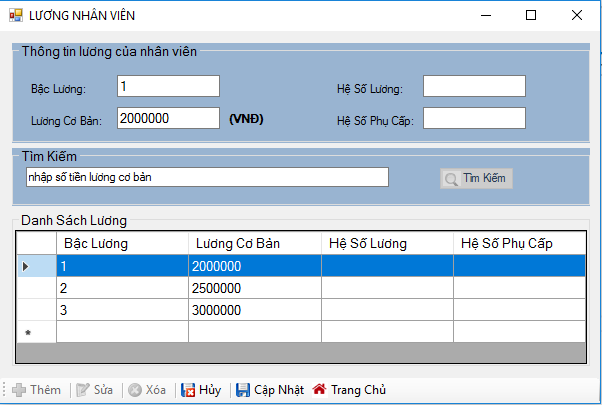 LƯƠNG NHÂN VIÊN
Thông tin lương của nhân viên
Bậc Lương: 1 Hệ Số Lương:
Lương Cơ Bản: 2000000 (VNĐ) Hệ Số Phụ Cấp:
Tìm Kiếm
nhập số tiền lương cơ bản Tìm Kiếm
Danh Sách Lương
Bậc Lương Lương Cơ Bản Hệ Số Lương Hệ Số Phụ Cấp
1 2000000
2 2500000
3 3000000
Thêm Sửa Xóa Hủy Cập Nhật Trang Chủ